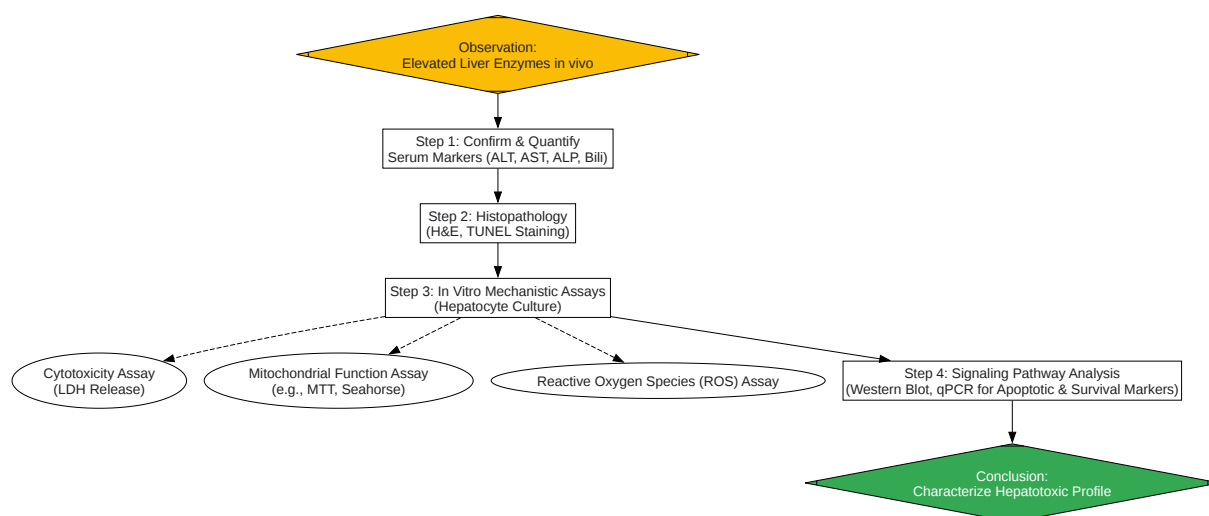 Observation:
Elevated Liver Enzymes in vivo
Step 1: Confirm & Quantify
Serum Markers (ALT, AST, ALP, Bili)
Step 2: Histopathology
(H&E, TUNEL Staining)
Step 3: In Vitro Mechanistic Assays
(Hepatocyte Culture)
Cytotoxicity Assay
(LDH Release)
Mitochondrial Function Assay
(e.g., MTT, Seahorse)
Reactive Oxygen Species (ROS) Assay
Step 4: Signaling Pathway Analysis
(Western Blot, qPCR for Apoptotic & Survival Markers)
Conclusion:
Characterize Hepatotoxic Profile